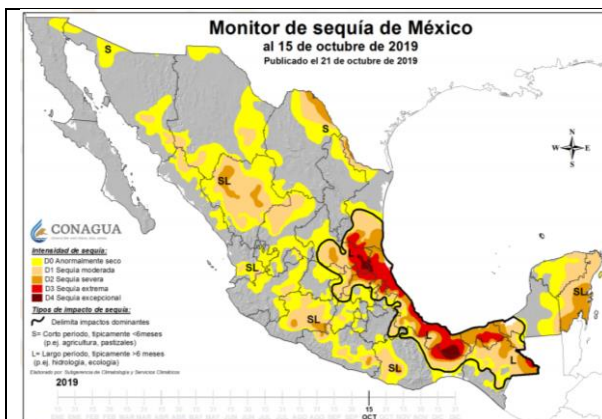 Monitor de sequía de México
al 15 de octubre de 2019
Publicado el 21 de octubre de 2019
S
S
N
W E
S
SL
CONAGUA
Intensidad de sequía:
D0 Anormalmente seco
D1 Sequía moderada
D2 Sequía severa
D3 Sequía extrema
D4 Sequía excepcional
SL
SL
Tipos de impacto de sequía:
Delimita impactos dominantes
S= Corto período, típicamente <6meses
(p.ej. agricultura, pastizales)
SL
L= Largo período, típicamente >6 meses
(p.ej. hidrología, ecología)
L
SL
Elaborado por: Subgerencia de Climatología y Servicios Climáticos
2019
15
OCT